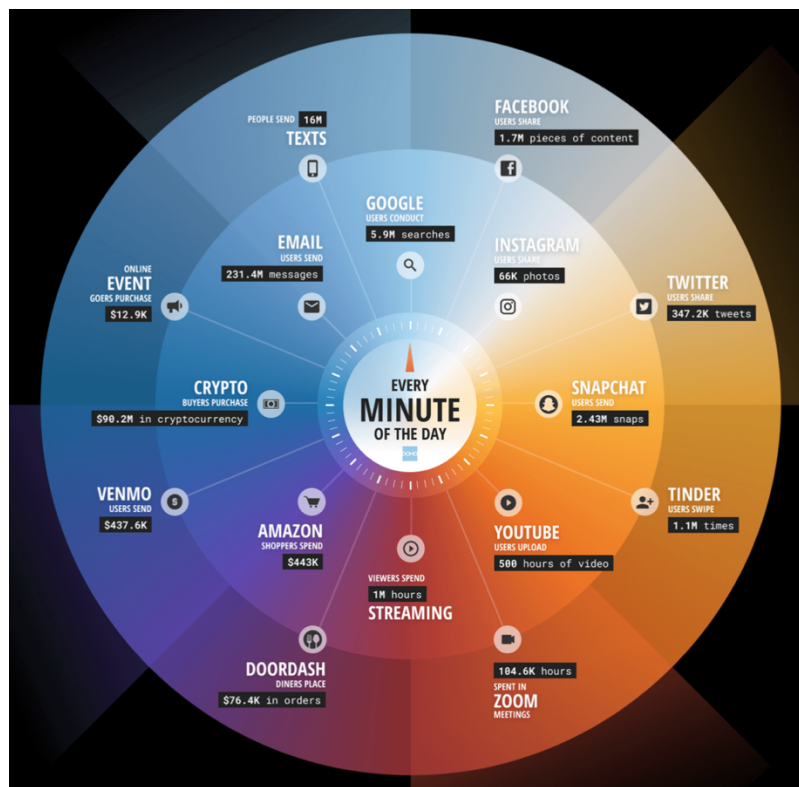 EVERY
MINUTE
OF THE DAY
DOMO
GOOGLE
USERS CONDUCT
5.9M searches
FACEBOOK
USERS SHARE
1.7M pieces of content
INSTAGRAM
USERS SHARE
66K photos
TWITTER
USERS SHARE
347.2K tweets
SNAPCHAT
USERS SEND
2.43M snaps
TINDER
USERS SWIPE
1.1M times
YOUTUBE
USERS UPLOAD
500 hours of video
104.6K hours
SPENT IN
ZOOM
MEETINGS
VIEWERS SPEND
1M hours
STREAMING
DOORDASH
DINERS PLACE
$76.4K in orders
AMAZON
SHOPPERS SPEND
$443K
VENMO
USERS SEND
$437.6K
CRYPTO
BUYERS PURCHASE
$90.2M in cryptocurrency
ONLINE
EVENT
GOERS PURCHASE
$12.9K
EMAIL
USERS SEND
231.4M messages
PEOPLE SEND 16M
TEXTS